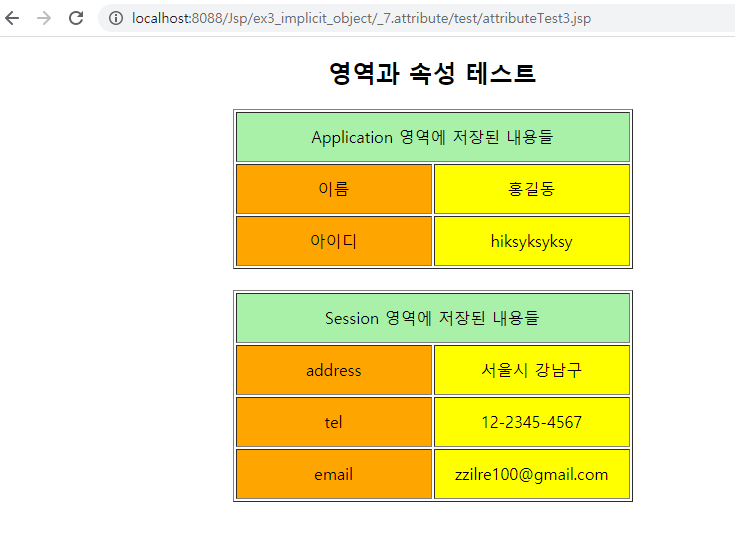 localhost:8088/Jsp/ex3_implicit_object/_7.attribute/test/attributeTest3.jsp
영역과 속성 테스트
Application 영역에 저장된 내용들
이름 홍길동
아이디 hiksyksyksy
Session 영역에 저장된 내용들
address 서울시 강남구
tel 12-2345-4567
email zzilre100@gmail.com